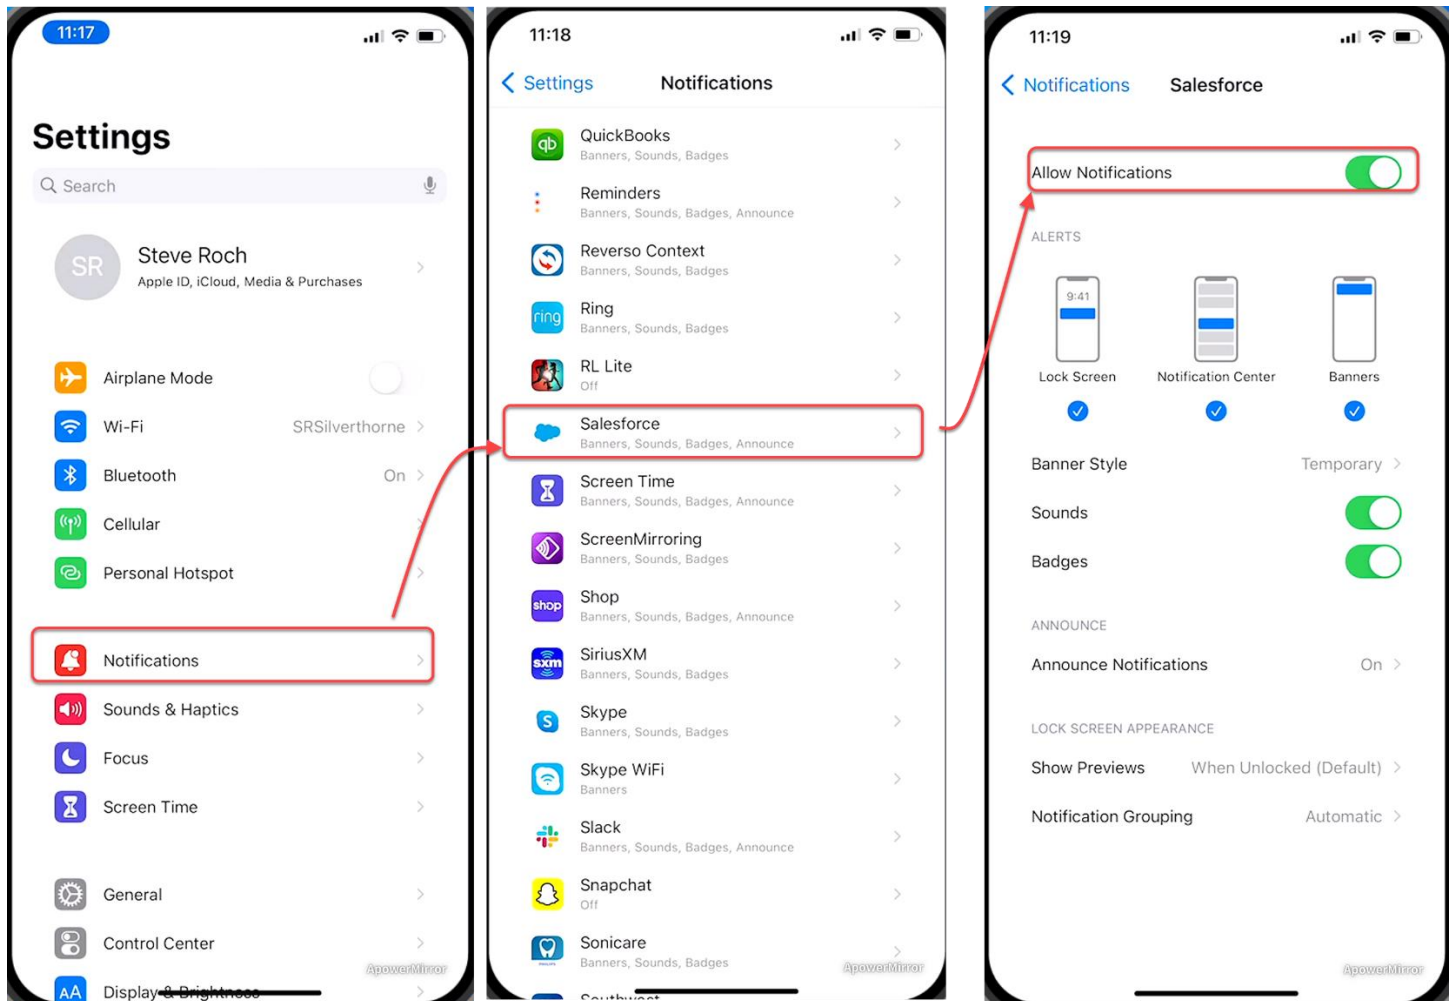 11:17
Settings
Search
SR
Steve Roch
Apple ID, iCloud, Media & Purchases
Airplane Mode
Wi-Fi SRSilverthorne
Bluetooth On
Cellular
Personal Hotspot
Notifications
Sounds & Haptics
Focus
Screen Time
General
Control Center
ApowerMirror
AA Display & Brightness
11:18
Settings Notifications
qb QuickBooks
Banners, Sounds, Badges
Reminders
Banners, Sounds, Badges, Announce
Reverso Context
Banners, Sounds, Badges
ring Ring
Banners, Sounds, Badges
RL Lite
Off
Salesforce
Banners, Sounds, Badges, Announce
Screen Time
Banners, Sounds, Badges, Announce
ScreenMirroring
Banners, Sounds, Badges
shop Shop
Banners, Sounds, Badges, Announce
sxm SiriusXM
Banners, Sounds, Badges
S Skype
Banners, Sounds, Badges
Skype WiFi
Banners
Slack
Banners, Sounds, Badges, Announce
Snapchat
Off
Sonicare
Banners, Sounds, Badges
ApowerMirror
Southwest
11:19
Notifications Salesforce
Allow Notifications
ALERTS
9:41
Lock Screen Notification Center Banners
Banner Style Temporary
Sounds
Badges
ANNOUNCE
Announce Notifications On
LOCK SCREEN APPEARANCE
Show Previews When Unlocked (Default)
Notification Grouping Automatic
ApowerMirror